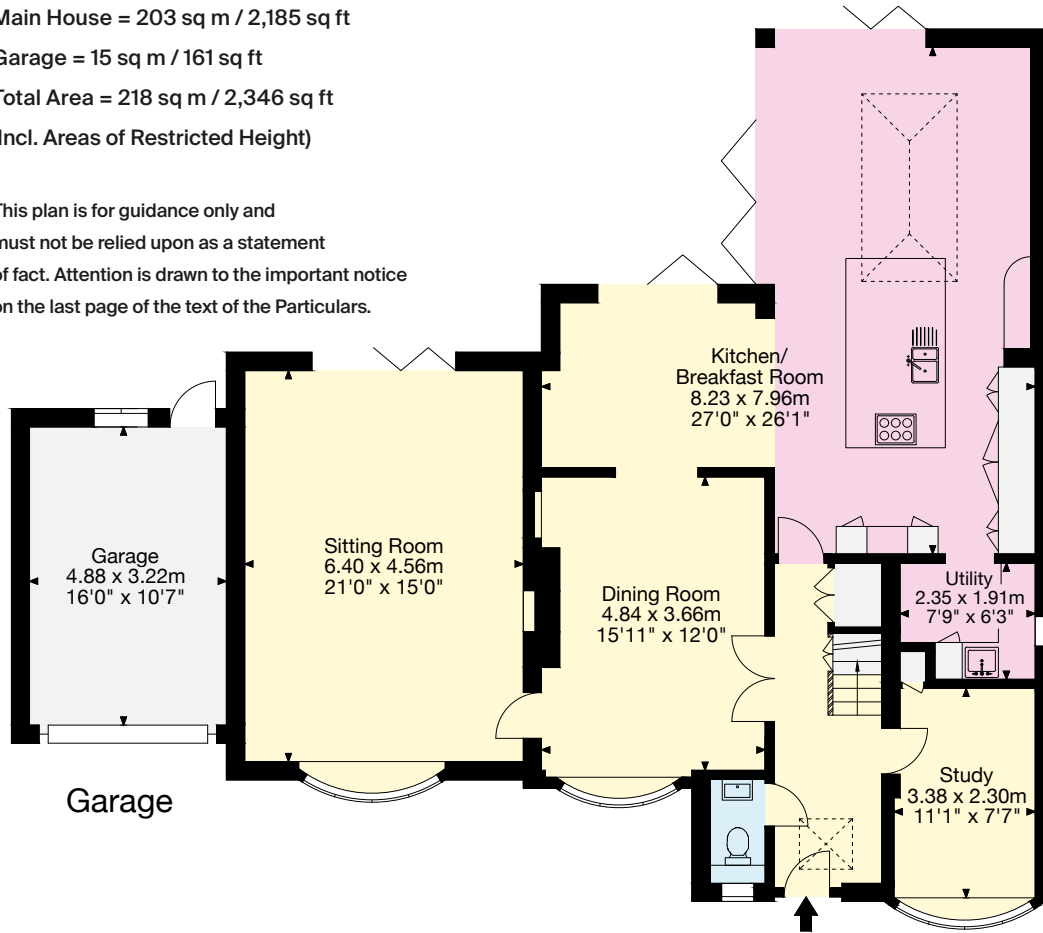 Main House = 203 sq m / 2,185 sq ft
Garage = 15 sq m / 161 sq ft
Total Area = 218 sq m / 2,346 sq ft
Incl. Areas of Restricted Height)
This plan is for guidance only and
must not be relied upon as a statement
of fact. Attention is drawn to the important notice
on the last page of the text of the Particulars.
Kitchen/
Breakfast Room
8.23 x 7.96m
27'0" x 26'1"
Garage
4.88 x 3.22m
16'0" x 10'7"
Sitting Room
6.40 x 4.56m
21'0" x 15'0"
Dining Room
4.84 x 3.66m
15'11" x 12'0"
Utility
2.35 x 1.91m
7'9" x 6'3"
Study
3.38 x 2.30m
11'1" x 7'7"
Garage